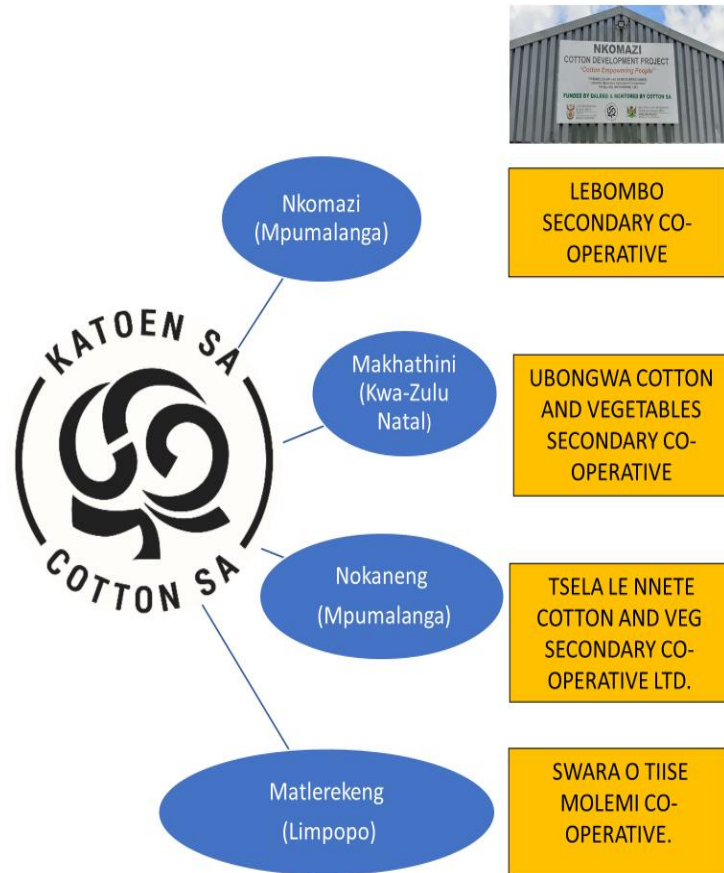 NKOMAZI
COTTON DEVELOPMENT PROJECT
"Cotton Empowering People"
FUNDED BY DALRRD & MONITORED BY COTTON SA
Nkomazi
(Mpumalanga)
LEBOMBO
SECONDARY CO-
OPERATIVE
KATOEN SA
COTTON SA
Makhathini
(Kwa-Zulu
Natal)
UBONGWA COTTON
AND VEGETABLES
SECONDARY CO-
OPERATIVE
Nokaneng
(Mpumalanga)
TSELA LE NNETE
COTTON AND VEG
SECONDARY CO-
OPERATIVE LTD.
Matlerekeng
(Limpopo)
SWARA O TIISE
MOLEMI CO-
OPERATIVE.